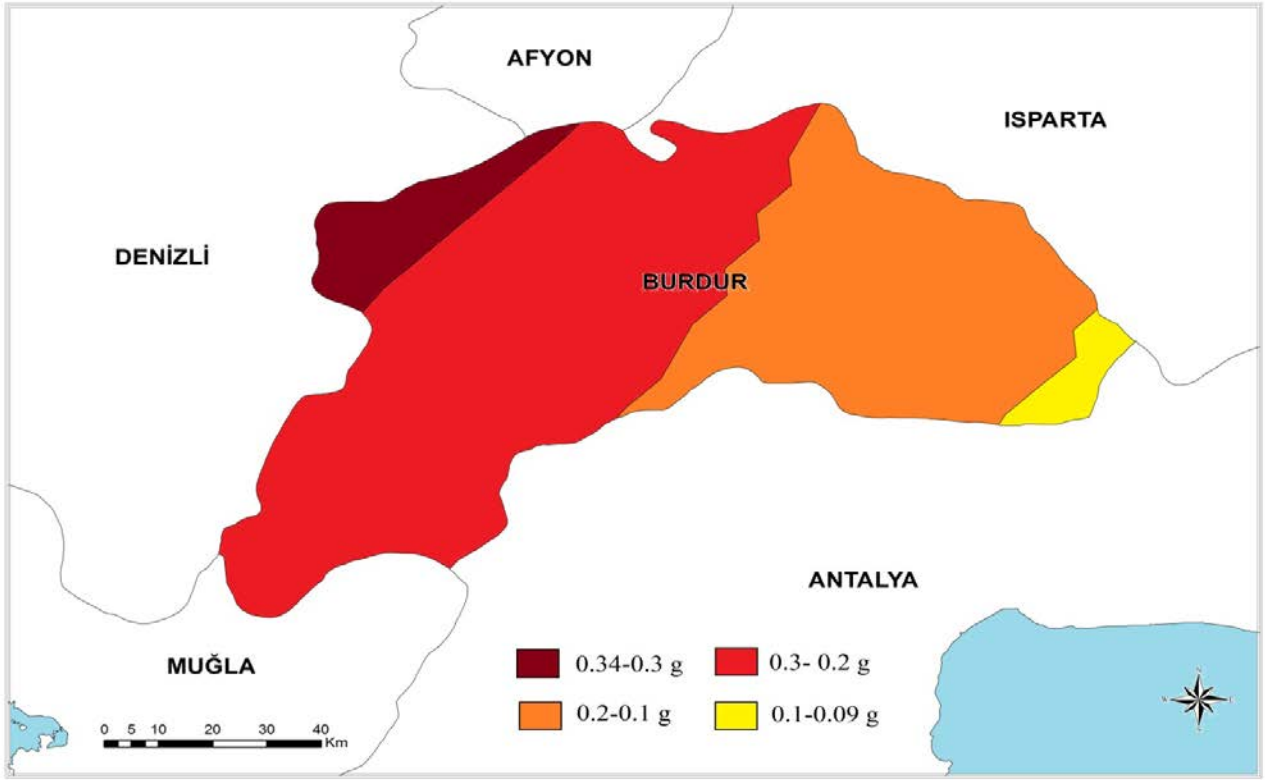 AFYON
ISPARTA
DENİZLİ
BURDUR
ANTALYA
MUĞLA
0.34-0.3 g
0.3- 0.2 g
0.2-0.1 g
0.1-0.09 g
0 5 10 20 30 40
Km
N